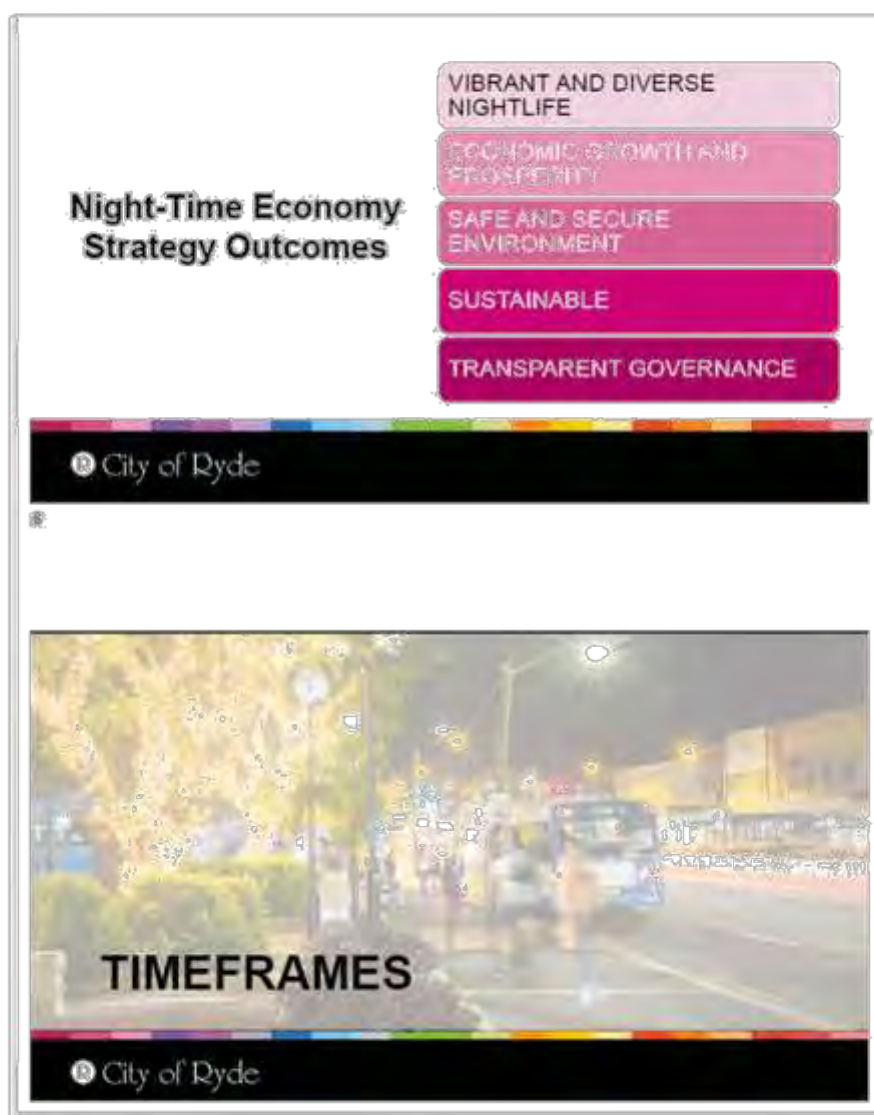 Night-Time Economy
Strategy Outcomes
VIBRANT AND DIVERSE
NIGHTLIFE
ECONOMIC GROWTH AND
PROSPERITY
SAFE AND SECURE
ENVIRONMENT
SUSTAINABLE
TRANSPARENT GOVERNANCE
City of Ryde
TIMEFRAMES
City of Ryde